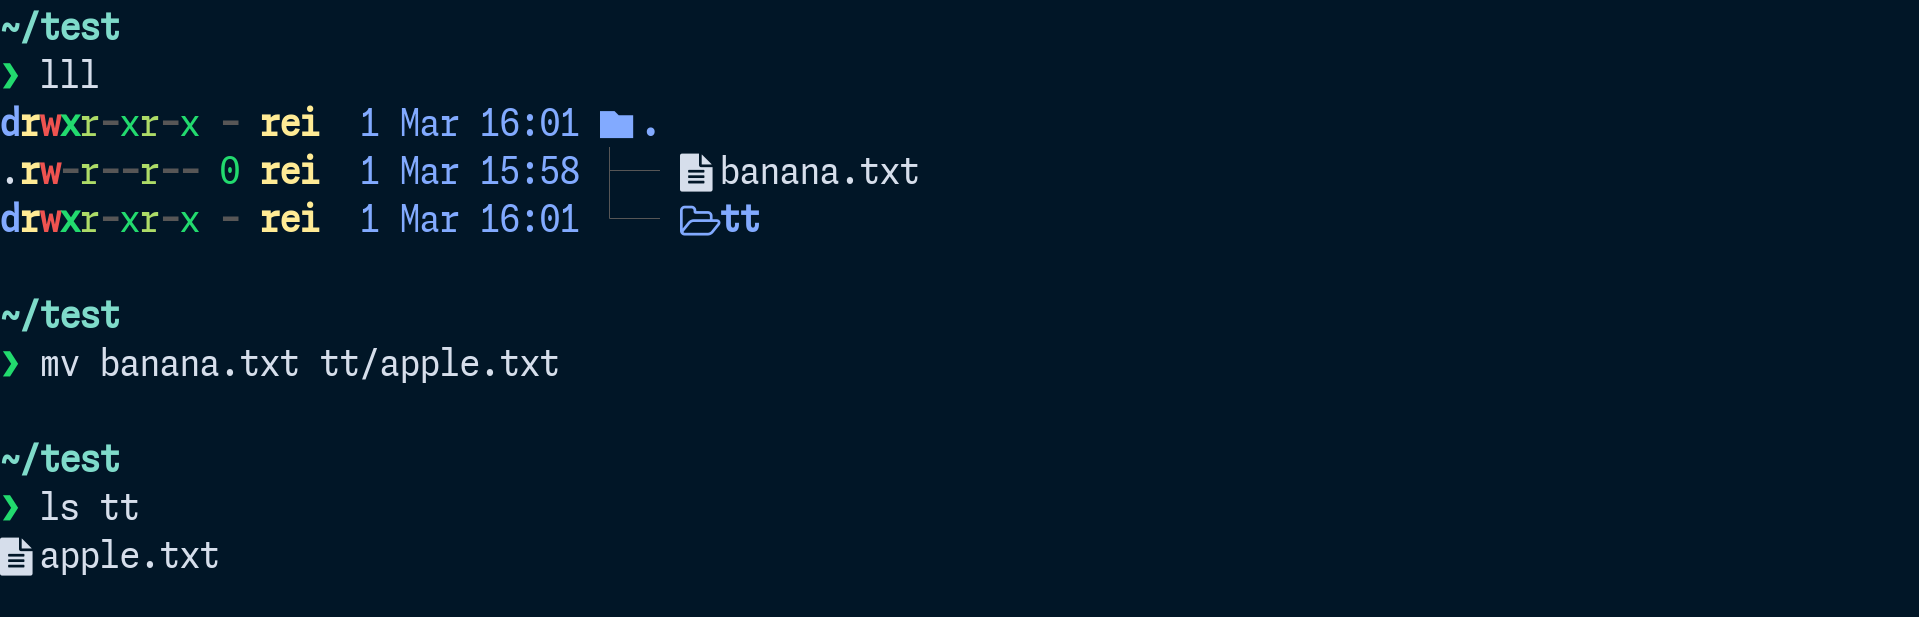 ~/test
❯ lll
drwxr-xr-x - rei  1 Mar 16:01 .
.rw-r--r-- 0 rei  1 Mar 15:58 ├── banana.txt
drwxr-xr-x - rei  1 Mar 16:01 └── tt
~/test
❯ mv banana.txt tt/apple.txt
~/test
❯ ls tt
apple.txt